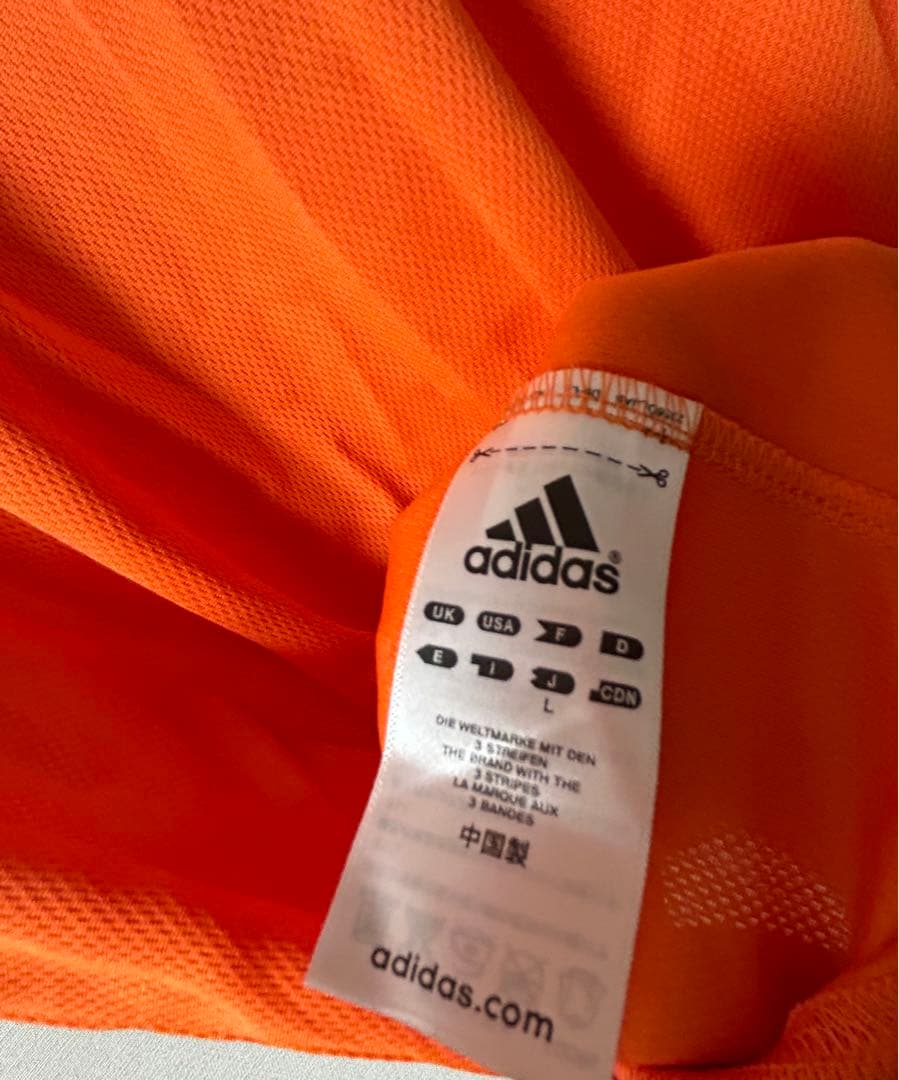 adidas®
UK USA F D
E I J CDN
L
DIE WELTMARKE MIT DEN
3 STREIFEN
THE BRAND WITH THE
3 STRIPES
LA MARQUE AUX
3 BANDES
中国製
adidas.com